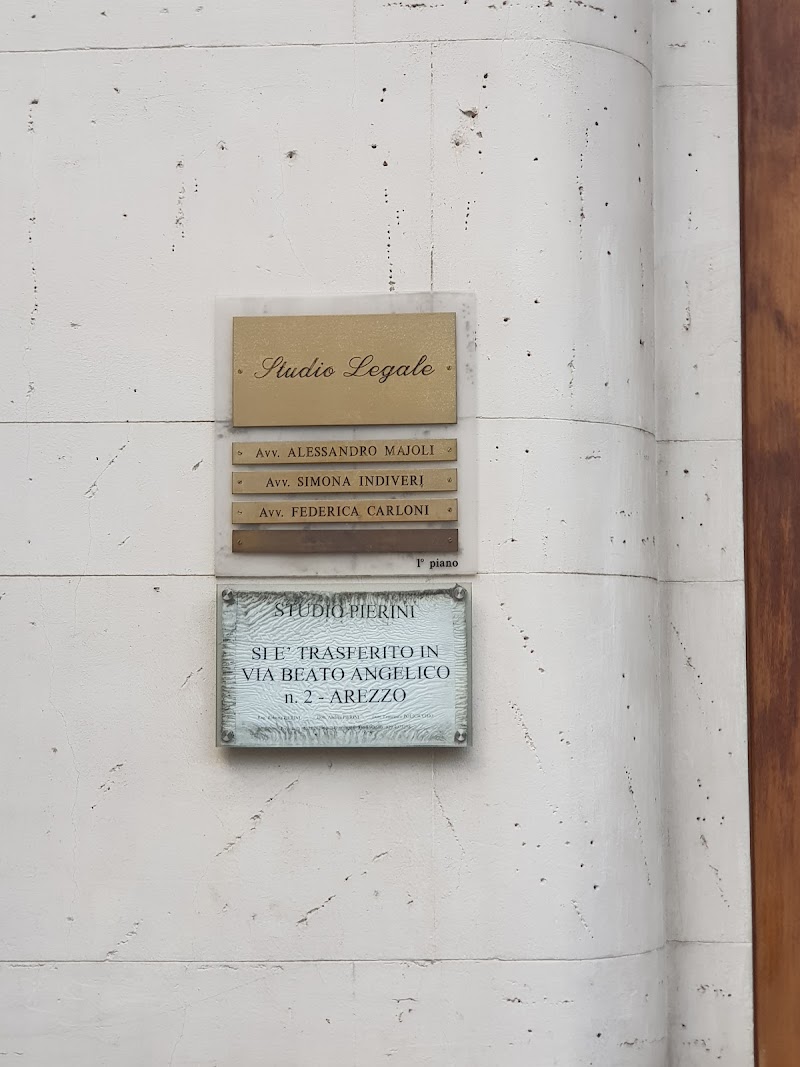 Studio Legale
Avv. ALESSANDRO MAJOLI
Avv. SIMONA INDIVERI
Avv. FEDERICA CARLONI
1° piano
STUDIO PIERINI
SI E' TRASFERITO IN
VIA BEATO ANGELICO
n. 2 - AREZZO